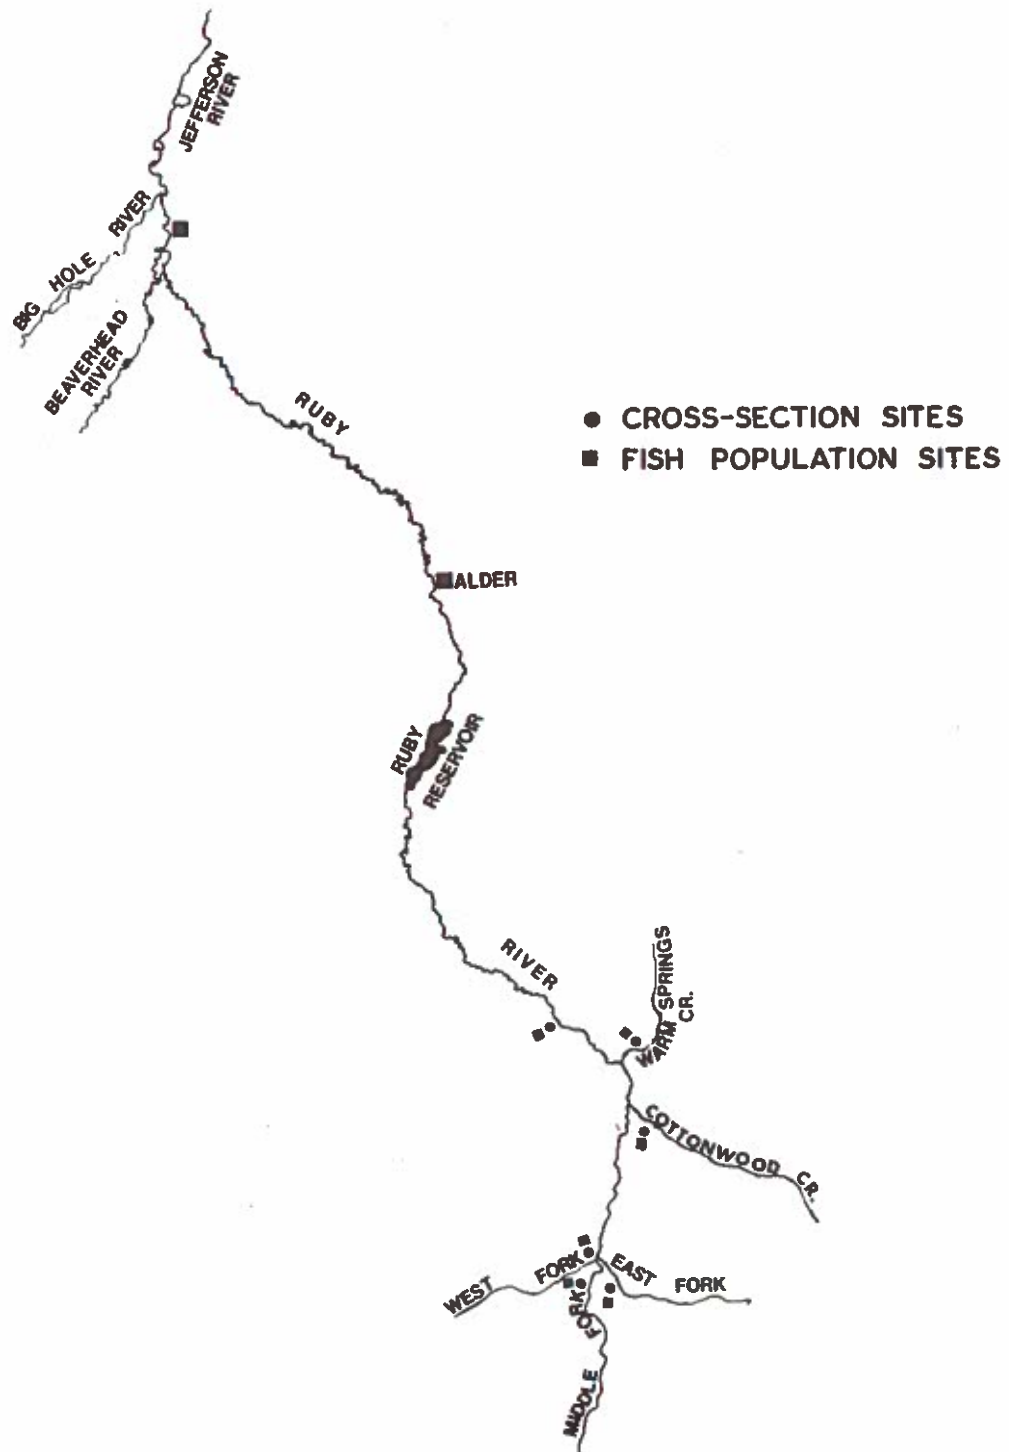 JEFFERSON
RIVER
BIG HOLE RIVER
BEAVERHEAD
RIVER
RUBY
● CROSS-SECTION SITES
■ FISH POPULATION SITES
ALDER
RUBY
RESERVOIR
RIVER
WARM SPRINGS
CR.
COTTONWOOD CR.
WEST FORK
EAST FORK
MIDDLE FORK